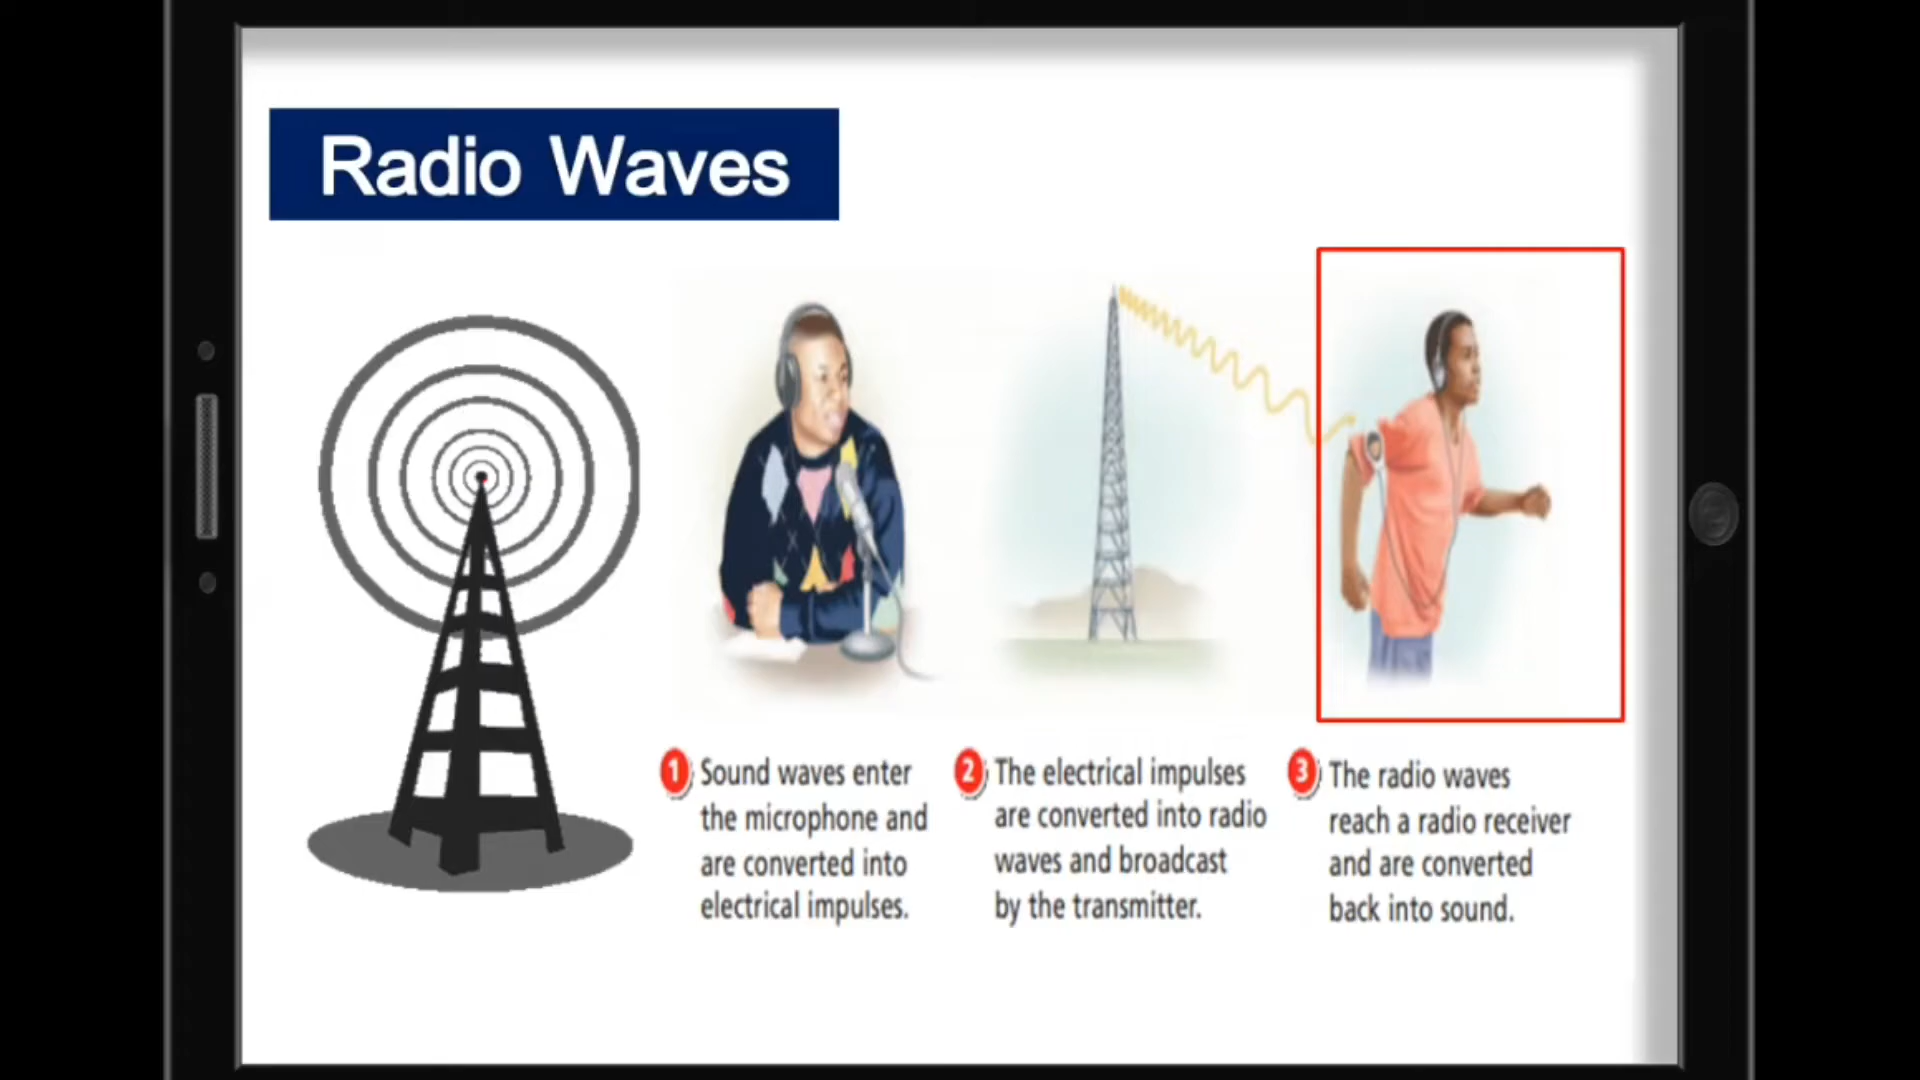 Radio Waves
1 Sound waves enter
the microphone and
are converted into
electrical impulses.
2 The electrical impulses
are converted into radio
waves and broadcast
by the transmitter.
3 The radio waves
reach a radio receiver
and are converted
back into sound.